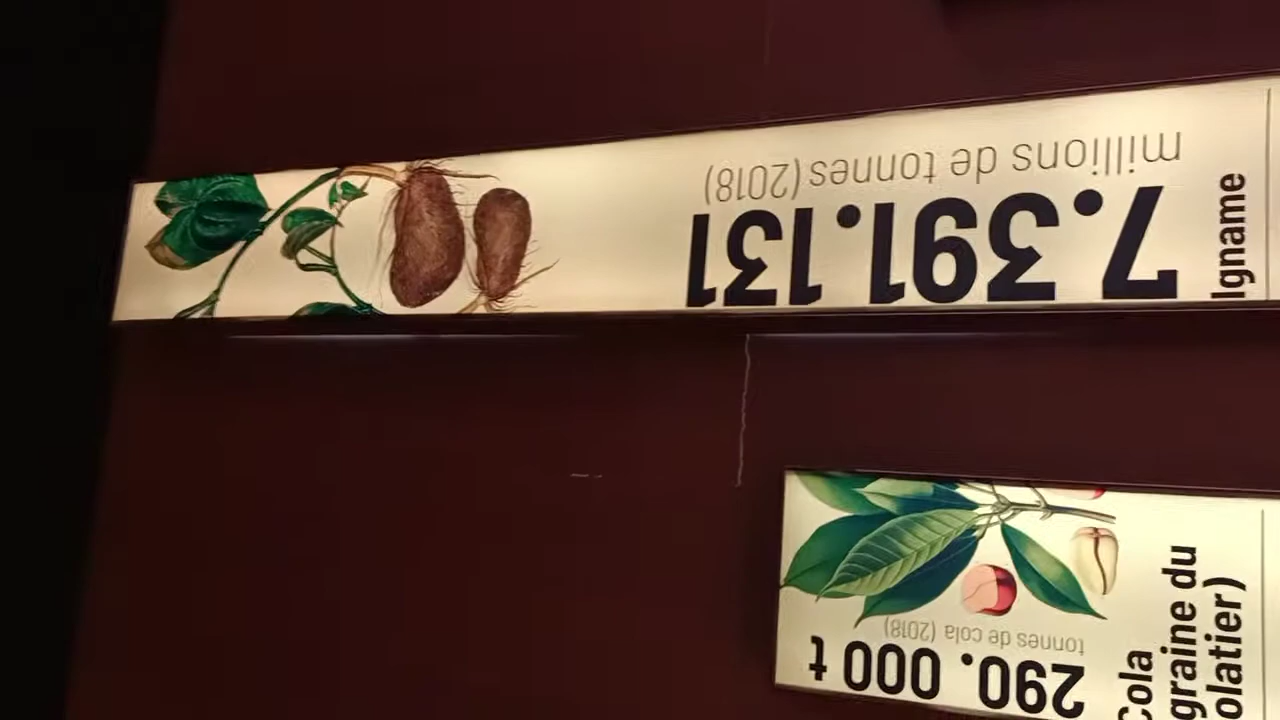 Igname
7.391.131
millions de tonnes (2018)
Cola
graine du
olatier)
290. 000 t
tonnes de cola (2018)